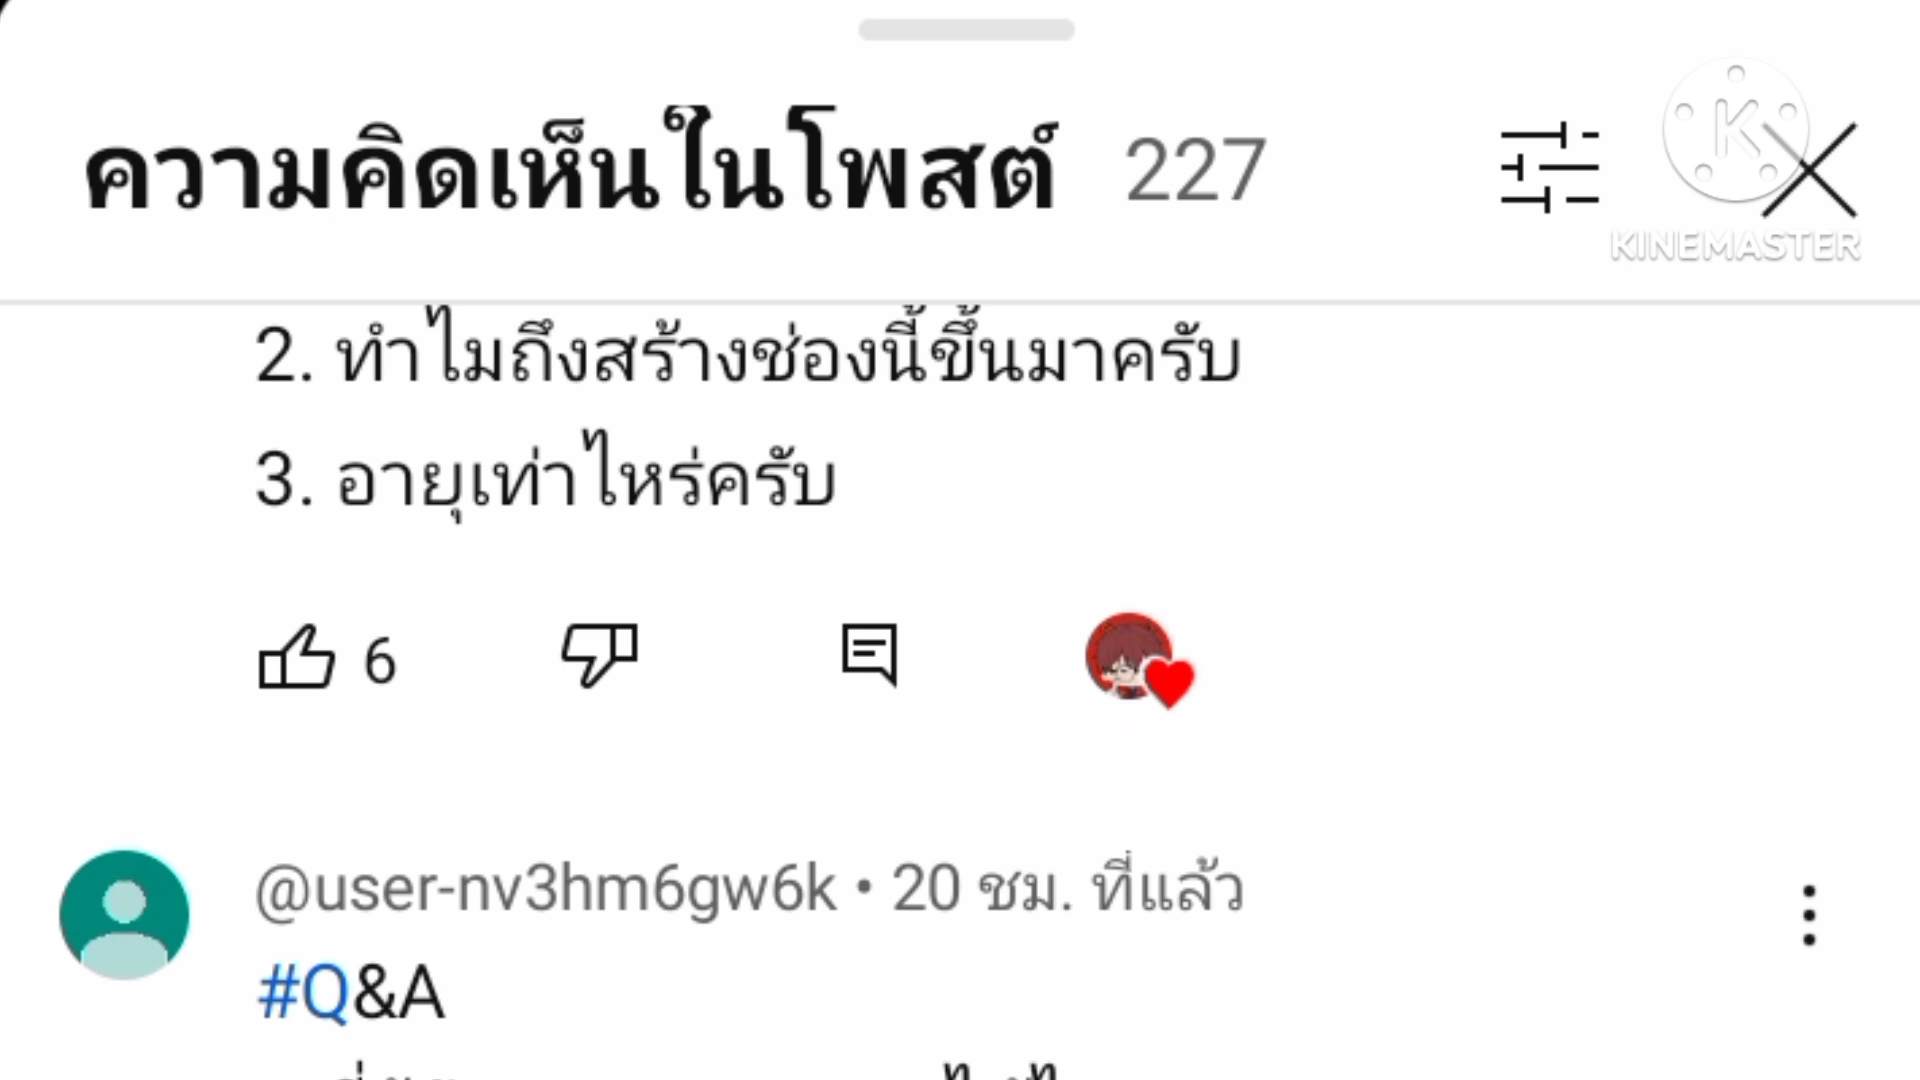 ความคิดเห็นในโพสต์ 227
KINEMASTER
2. ทำไมถึงสร้างช่องนี้ขึ้นมาครับ
3. อายุเท่าไหร่ครับ
6
@user-nv3hm6gw6k • 20 ชม. ที่แล้ว
#Q&A